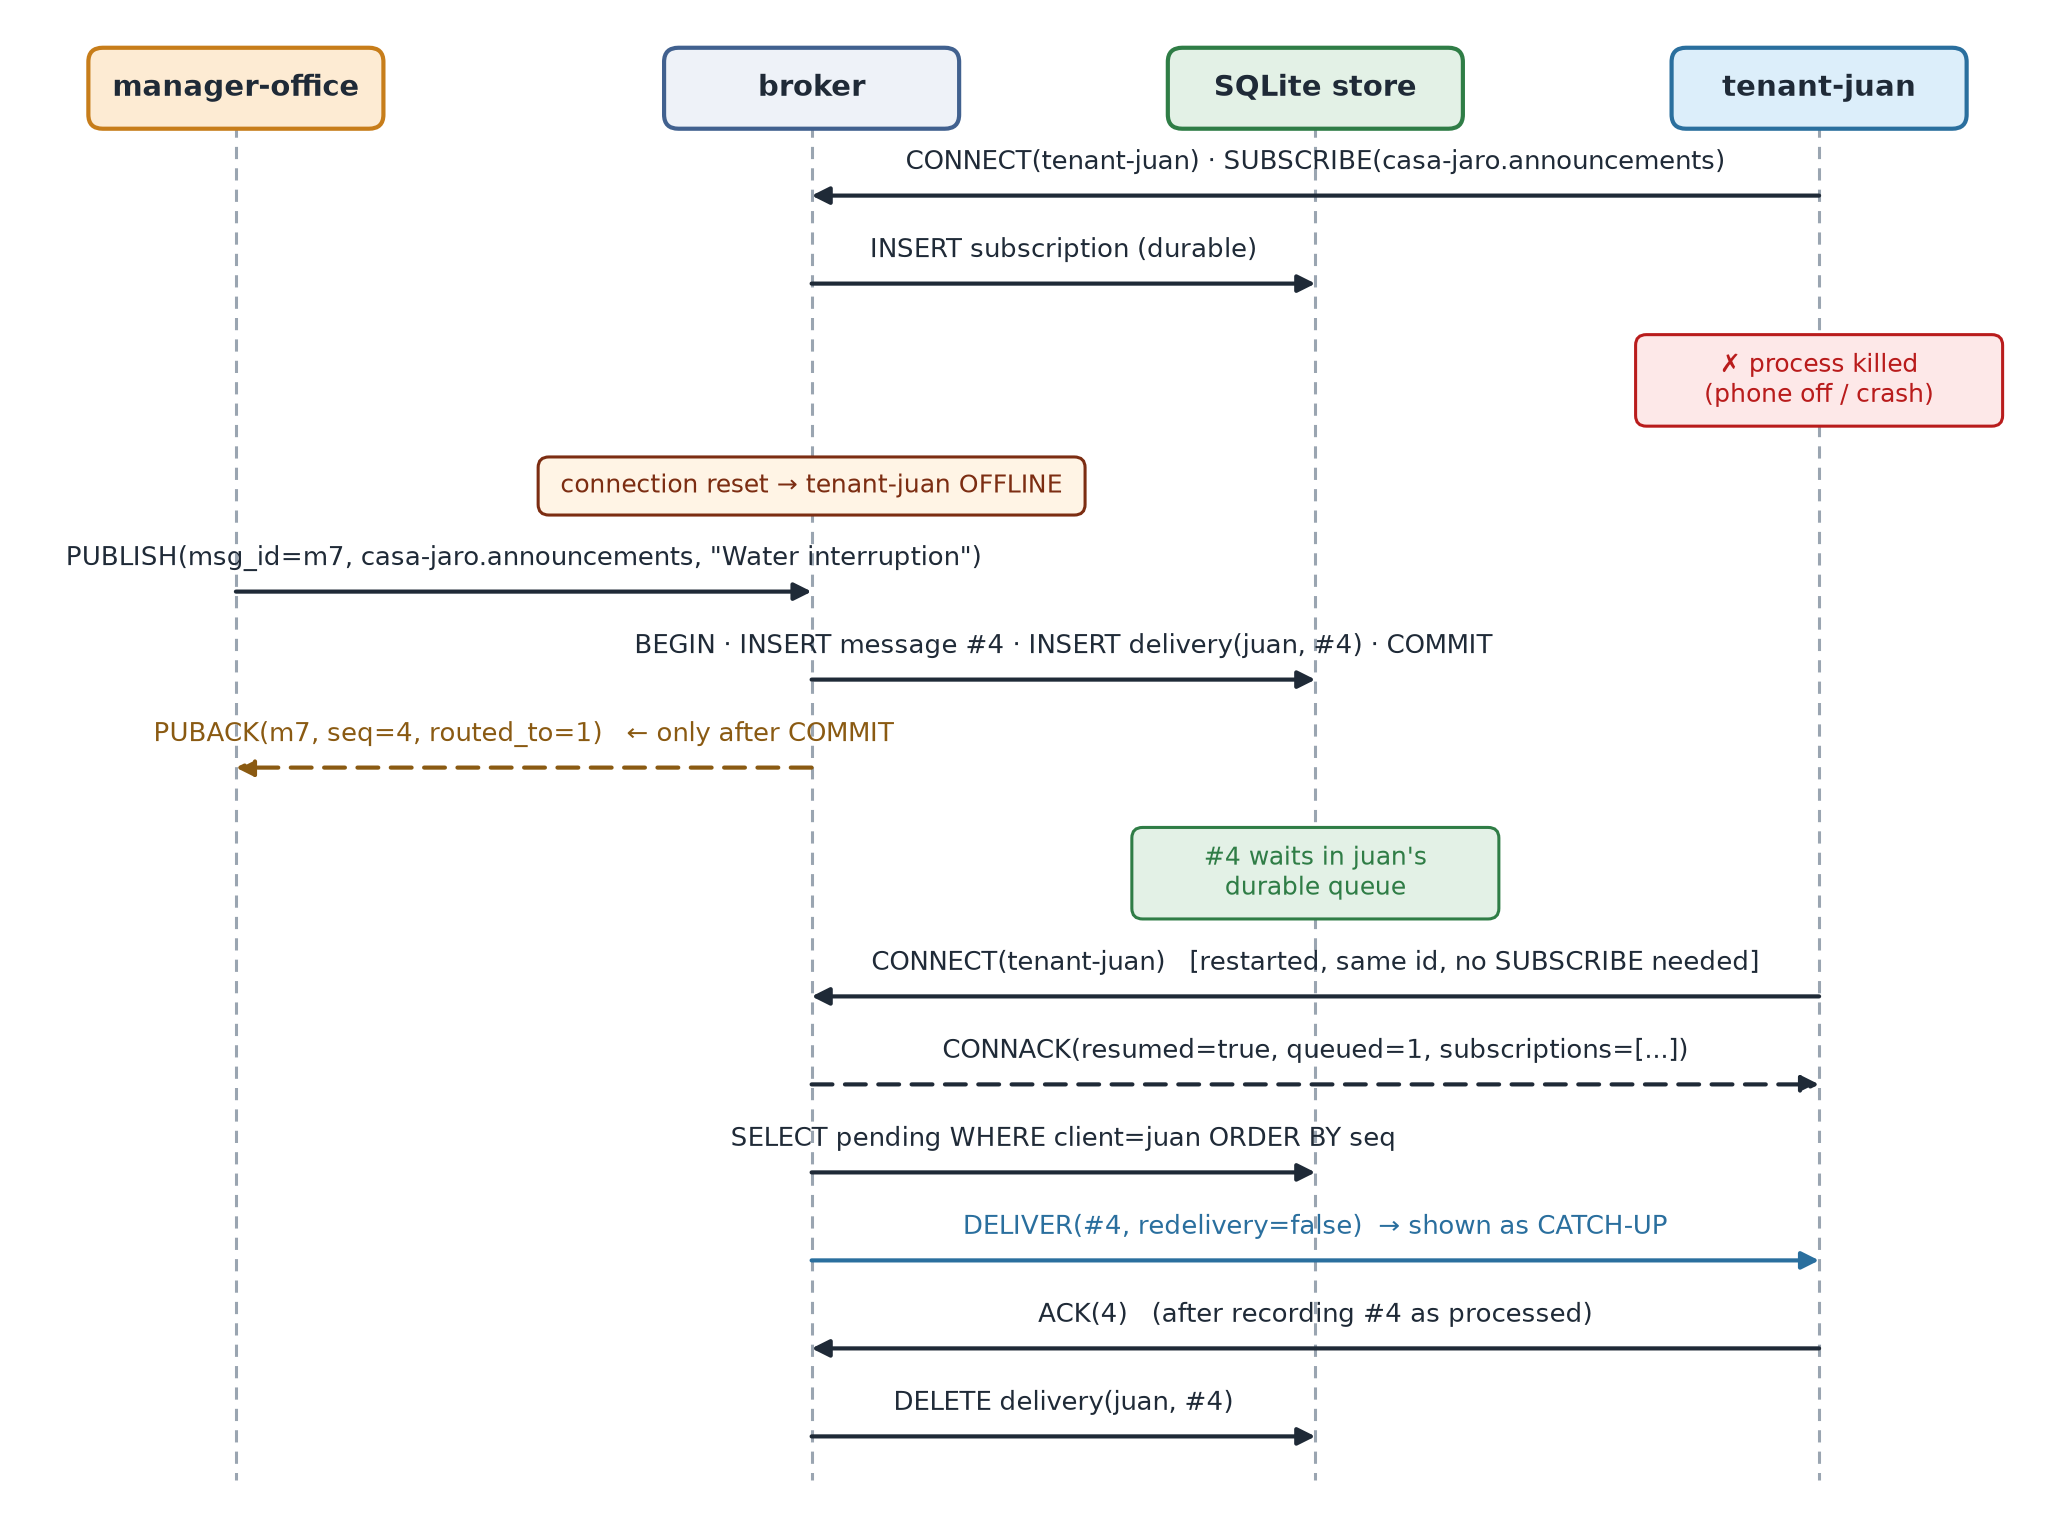 manager-office
broker
SQLite store
tenant-juan
CONNECT(tenant-juan) · SUBSCRIBE(casa-jaro.announcements)
INSERT subscription (durable)
✗ process killed
(phone off / crash)
connection reset → tenant-juan OFFLINE
PUBLISH(msg_id=m7, casa-jaro.announcements, "Water interruption")
BEGIN · INSERT message #4 · INSERT delivery(juan, #4) · COMMIT
PUBACK(m7, seq=4, routed_to=1)   ← only after COMMIT
#4 waits in juan's
durable queue
CONNECT(tenant-juan)   [restarted, same id, no SUBSCRIBE needed]
CONNACK(resumed=true, queued=1, subscriptions=[...])
SELECT pending WHERE client=juan ORDER BY seq
DELIVER(#4, redelivery=false)  → shown as CATCH-UP
ACK(4)   (after recording #4 as processed)
DELETE delivery(juan, #4)